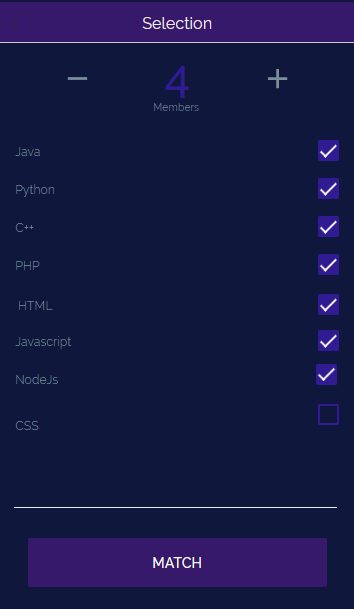 Selection
4
Members
Java
Python
C++
PHP
HTML
Javascript
NodeJs
CSS
MATCH